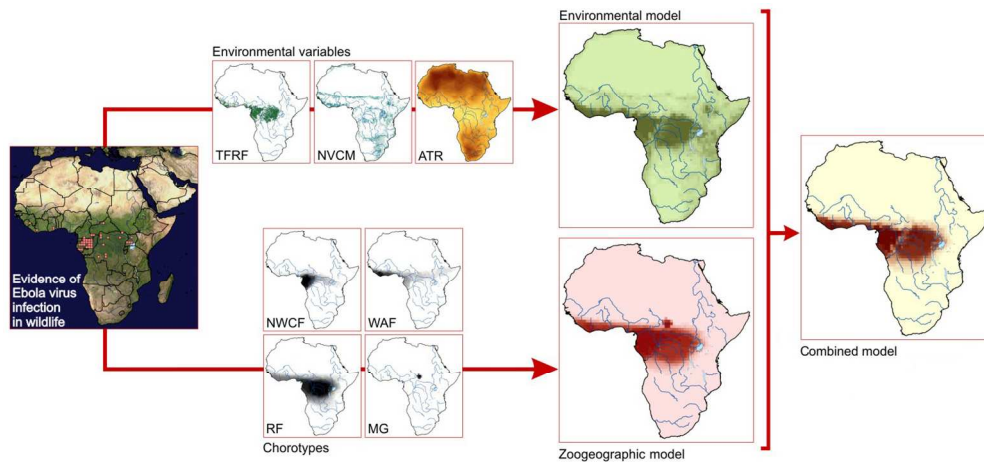 Environmental variables
Environmental model
TFRF
NVCM
ATR
Evidence of
Ebola virus
infection
in wildlife
NWCF
WAF
RF
MG
Chorotypes
Zoogeographic model
Combined model